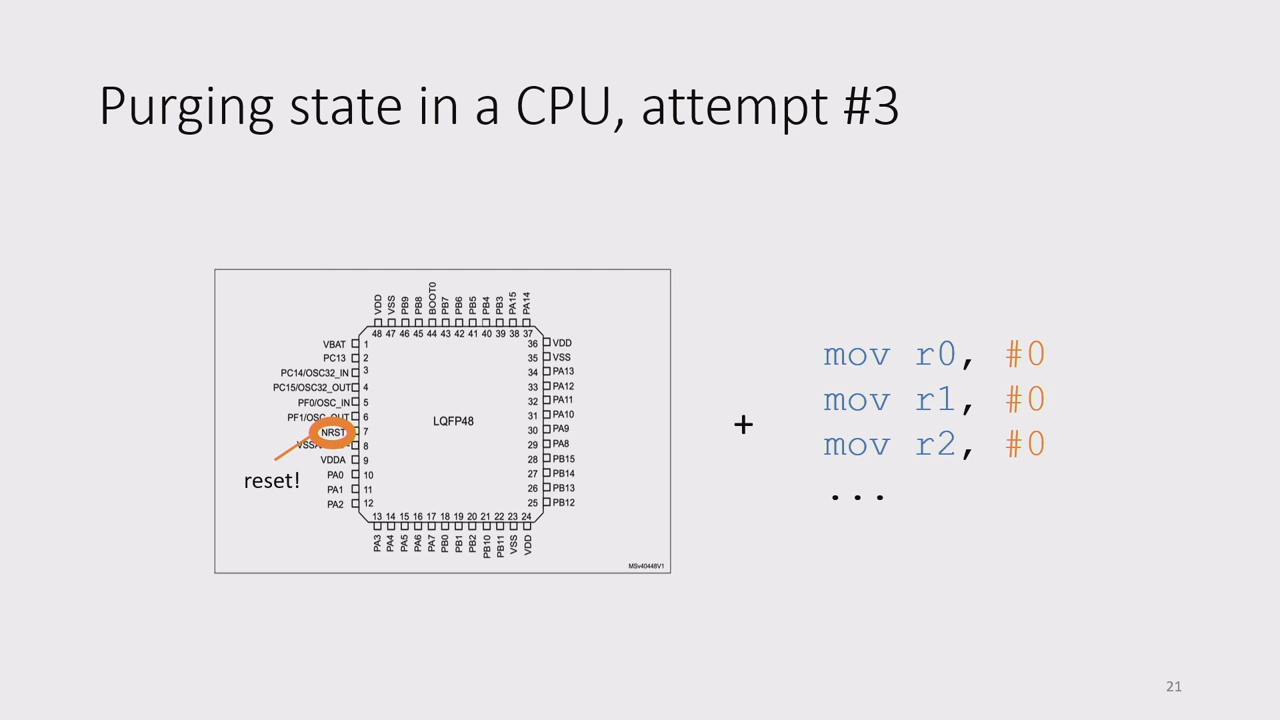 Purging state in a CPU, attempt #3
VDD VSS PB9 PB8 BOOT0 PB7 PB6 PB5 PB4 PB3 PA15 PA14
48 47 46 45 44 43 42 41 40 39 38 37
VBAT 1
PC13 2
PC14/OSC32_IN 3
PC15/OSC32_OUT 4
PF0/OSC_IN 5
PF1/OSC_OUT 6
NRST 7
8
VDDA 9
PA0 10
PA1 11
PA2 12
reset!
LQFP48
36 VDD
35 VSS
34 PA13
33 PA12
32 PA11
31 PA10
30 PA9
29 PA8
28 PB15
27 PB14
26 PB13
25 PB12
13 14 15 16 17 18 19 20 21 22 23 24
PA3 PA4 PA5 PA6 PA7 PB0 PB1 PB2 PB10 PB11 VSS VDD
MSv40448V1
+
mov r0, #0
mov r1, #0
mov r2, #0
...
21